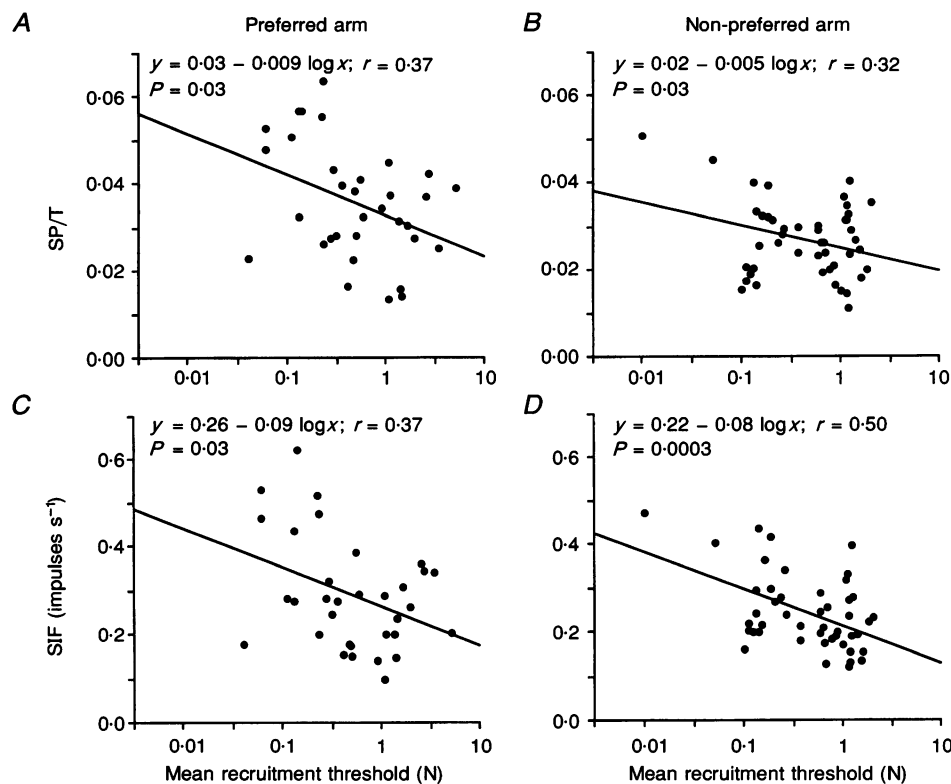 A
Preferred arm
y = 0·03 – 0·009 logx; r = 0·37
P = 0·03
0·06
0·04
0·02
0·00
SP/T
0·01
0·1
1
10
B
Non-preferred arm
y = 0·02 – 0·005 logx; r = 0·32
P = 0·03
0·06
0·04
0·02
0·00
0·01
0·1
1
10
C
y = 0·26 – 0·09 logx; r = 0·37
P = 0·03
0·6
0·4
0·2
0·0
SIF (impulses s⁻¹)
0·01
0·1
1
10
Mean recruitment threshold (N)
D
y = 0·22 – 0·08 logx; r = 0·50
P = 0·0003
0·6
0·4
0·2
0·0
0·01
0·1
1
10
Mean recruitment threshold (N)